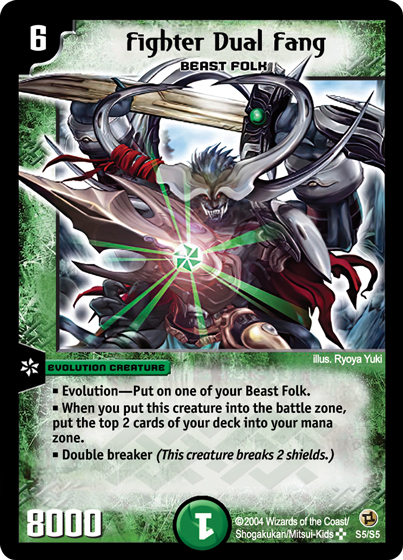 6
Fighter Dual Fang
BEAST FOLK
illus. Ryoya Yuki
EVOLUTION CREATURE
▪ Evolution—Put on one of your Beast Folk.
▪ When you put this creature into the battle zone,
put the top 2 cards of your deck into your mana
zone.
▪ Double breaker (This creature breaks 2 shields.)
8000
1
©2004 Wizards of the Coast/
Shogakukan/Mitsui-Kids S5/S5